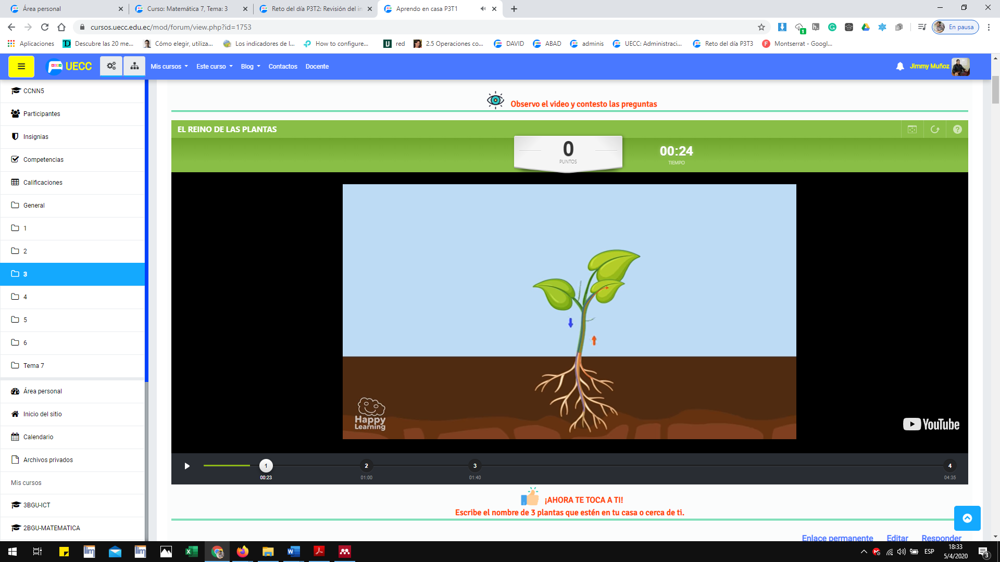 Área personal
Curso: Matemática 7, Tema: 3
Reto del día P3T2: Revisión del in
Aprendo en casa P3T1
cursos.uecc.edu.ec/mod/forum/view.php?id=1753
1
h.
En pausa
Aplicaciones
D
Descubre las 20 me...
Cómo elegir, utiliza...
Los indicadores de l...
How to configure...
U
red
2.5 Operaciones co...
DAVID
ABAD
adminis
UECC: Administraci...
Reto del día P3T3
F
Montserrat - Googl...
UECC
Mis cursos
Este curso
Blog
Contactos
Docente
Jimmy Muñoz
CCNN5
Participantes
Insignias
Competencias
Calificaciones
General
1
2
3
4
5
6
Tema 7
Área personal
Inicio del sitio
Calendario
Archivos privados
Mis cursos
3BGU-ICT
2BGU-MATEMATICA
Observo el video y contesto las preguntas
EL REINO DE LAS PLANTAS
?
0
PUNTOS
00:24
TIEMPO
Happy
Learning
YouTube
1
00:23
2
01:00
3
01:40
4
04:35
¡AHORA TE TOCA A TI!
Escribe el nombre de 3 plantas que estén en tu casa o cerca de ti.
Enlace permanente
Editar
Responder
lim
lim
ESP
18:33
5/4/2020
3